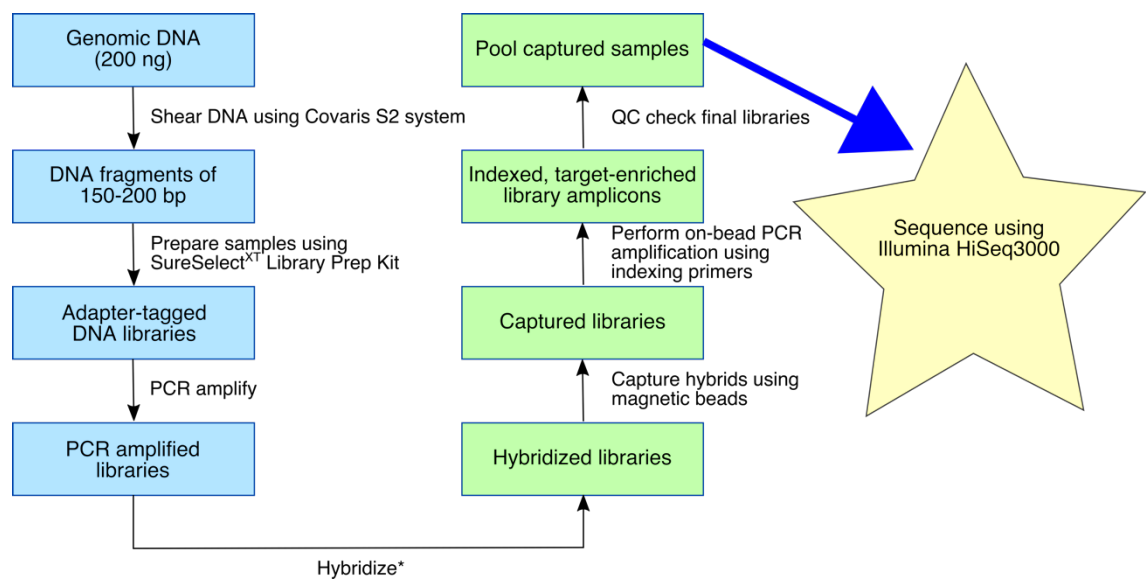 Genomic DNA
(200 ng)
Shear DNA using Covaris S2 system
DNA fragments of
150-200 bp
Prepare samples using
SureSelectXT Library Prep Kit
Adapter-tagged
DNA libraries
PCR amplify
PCR amplified
libraries
Hybridize*
Hybridized libraries
Capture hybrids using
magnetic beads
Captured libraries
Perform on-bead PCR
amplification using
indexing primers
Indexed, target-enriched
library amplicons
QC check final libraries
Pool captured samples
Sequence using
Illumina HiSeq3000